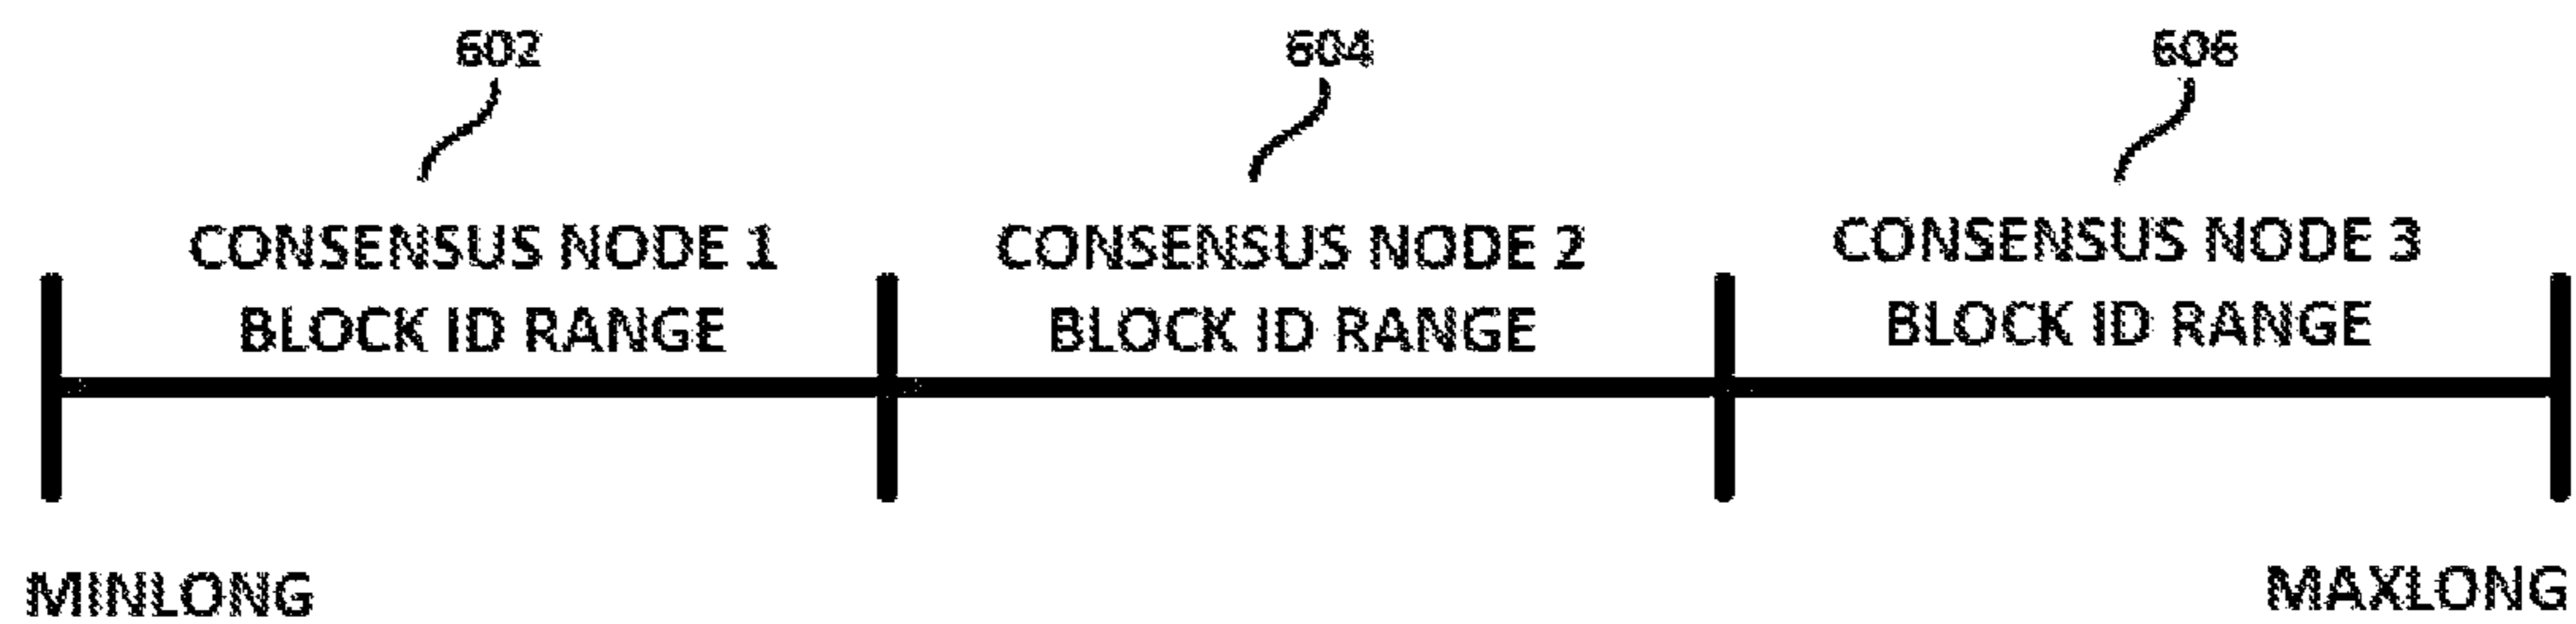 602
604
606
CONSENSUS NODE 1
BLOCK ID RANGE
CONSENSUS NODE 2
BLOCK ID RANGE
CONSENSUS NODE 3
BLOCK ID RANGE
MINLONG
MAXLONG